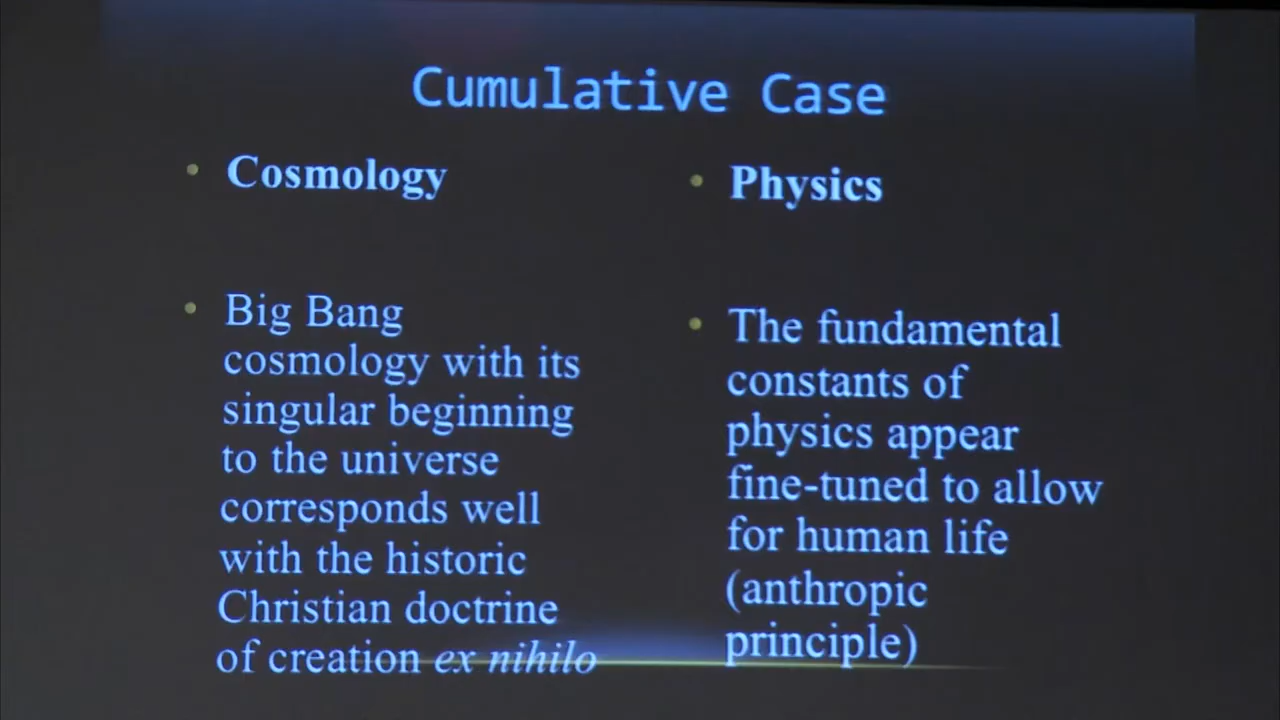 Cumulative Case
Cosmology
Big Bang
cosmology with its
singular beginning
to the universe
corresponds well
with the historic
Christian doctrine
of creation ex nihilo
Physics
The fundamental
constants of
physics appear
fine-tuned to allow
for human life
(anthropic
principle)